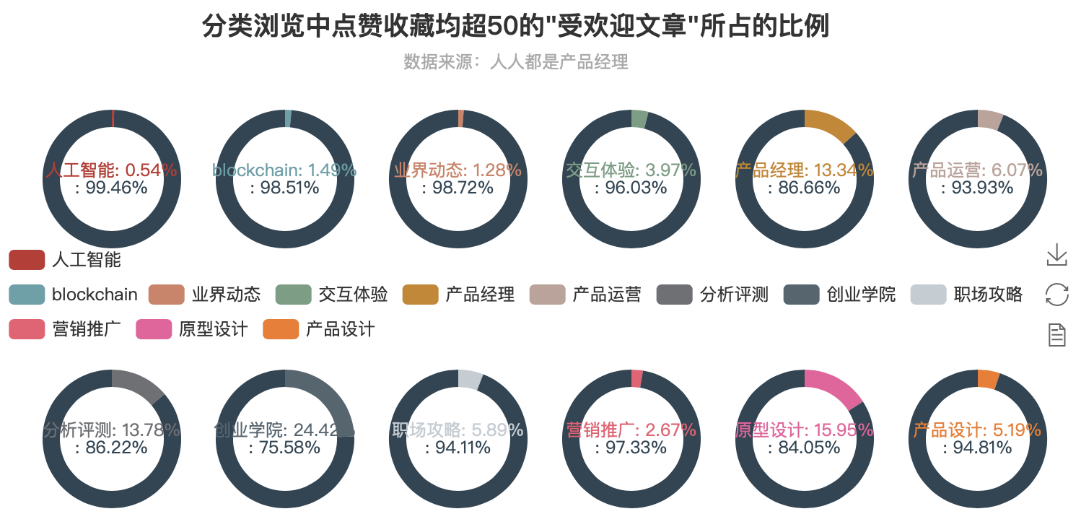 分类浏览中点赞收藏均超50的"受欢迎文章"所占的比例
数据来源：人人都是产品经理
人工智能: 0.54%
: 99.46%
blockchain: 1.49%
: 98.51%
业界动态: 1.28%
: 98.72%
交互体验: 3.97%
: 96.03%
产品经理: 13.34%
: 86.66%
产品运营: 6.07%
: 93.93%
人工智能
blockchain 业界动态 交互体验 产品经理 产品运营 分析评测 创业学院 职场攻略
营销推广 原型设计 产品设计
分析评测: 13.78%
: 86.22%
创业学院: 24.42%
: 75.58%
职场攻略: 5.89%
: 94.11%
营销推广: 2.67%
: 97.33%
原型设计: 15.95%
: 84.05%
产品设计: 5.19%
: 94.81%